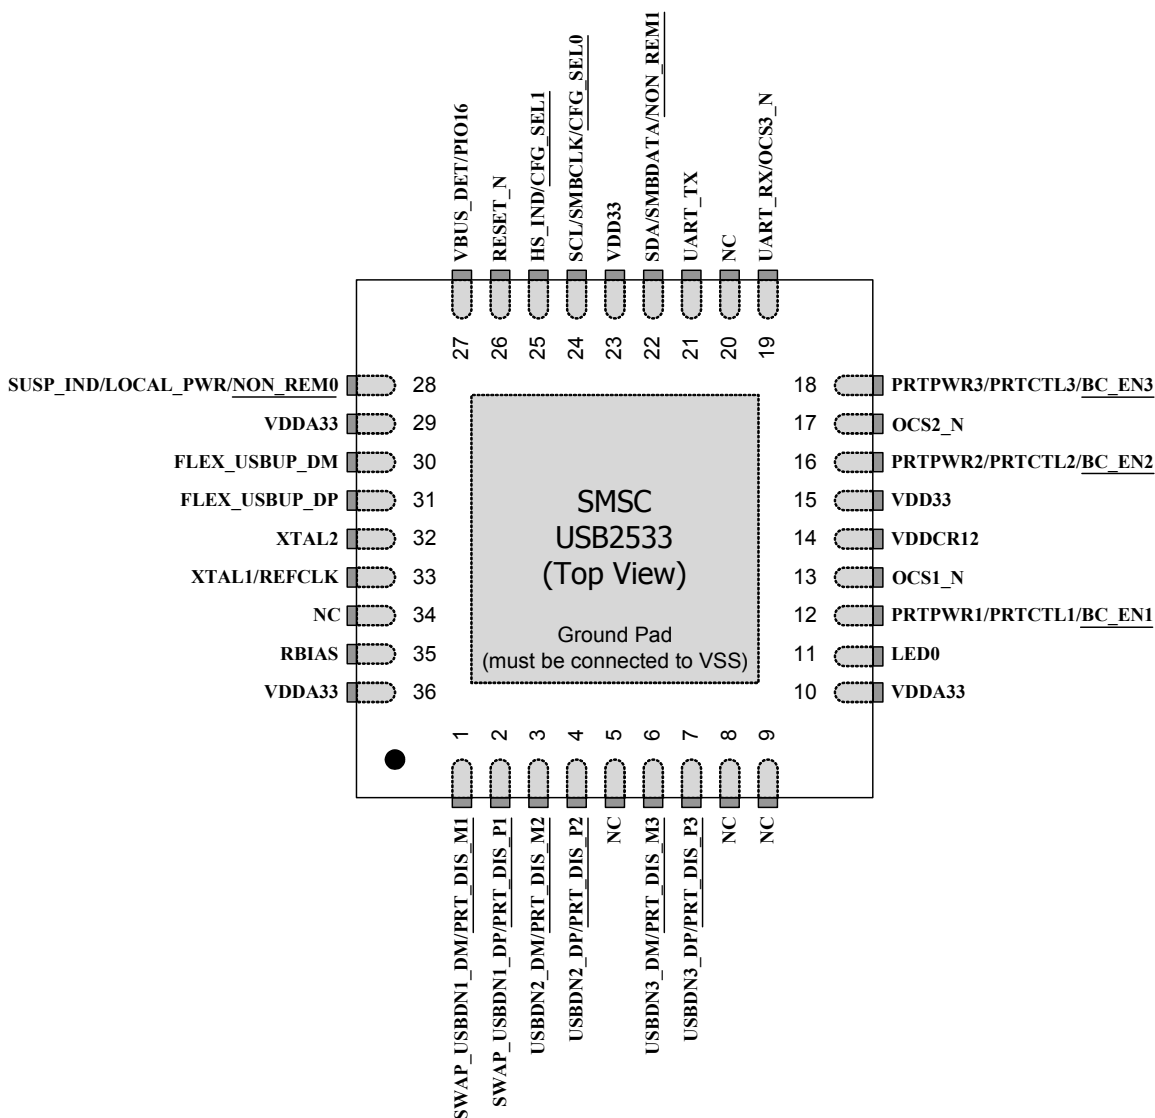 VBUS_DET/PIO16
RESET_N
HS_IND/CFG_SEL1
SCL/SMBCLK/CFG_SEL0
VDD33
SDA/SMBDATA/NON_REM1
UART_TX
NC
UART_RX/OCS3_N
27
26
25
24
23
22
21
20
19
SUSP_IND/LOCAL_PWR/NON_REM0 28
VDDA33 29
FLEX_USBUP_DM 30
FLEX_USBUP_DP 31
XTAL2 32
XTAL1/REFCLK 33
NC 34
RBIAS 35
VDDA33 36
SMSC
USB2533
(Top View)
Ground Pad
(must be connected to VSS)
18 PRTPWR3/PRTCTL3/BC_EN3
17 OCS2_N
16 PRTPWR2/PRTCTL2/BC_EN2
15 VDD33
14 VDDCR12
13 OCS1_N
12 PRTPWR1/PRTCTL1/BC_EN1
11 LED0
10 VDDA33
1
2
3
4
5
6
7
8
9
SWAP_USBDN1_DM/PRT_DIS_M1
SWAP_USBDN1_DP/PRT_DIS_P1
USBDN2_DM/PRT_DIS_M2
USBDN2_DP/PRT_DIS_P2
NC
USBDN3_DM/PRT_DIS_M3
USBDN3_DP/PRT_DIS_P3
NC
NC